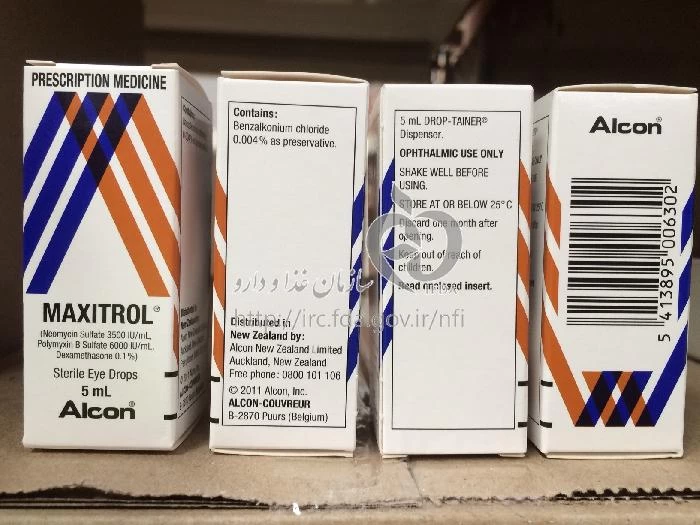 PRESCRIPTION MEDICINE
MAXITROL®
(Neomycin Sulfate 3500 IU/mL,
Polymyxin B Sulfate 6000 IU/mL,
Dexamethasone 0.1%)
Sterile Eye Drops
5 mL
Alcon®
Contains:
Benzalkonium chloride
0.004% as preservative.
Distributed in
New Zealand by:
Alcon New Zealand Limited
Auckland, New Zealand
Free phone: 0800 101 106
© 2011 Alcon, Inc.
ALCON-COUVREUR
B-2870 Puurs (Belgium)
5 mL DROP-TAINER®
Dispenser.
OPHTHALMIC USE ONLY
SHAKE WELL BEFORE
USING.
STORE AT OR BELOW 25°C
Discard one month after
opening.
Keep out of reach of
children.
Read enclosed insert.
Alcon®
5 413895 006302
سازمان غذا و دارو
http://irc.fda.gov.ir/nfi